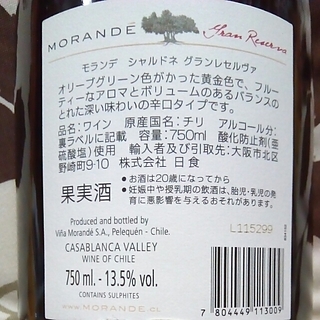 MORANDÉ Gran Reserva
モランデ シャルドネ グランレセルヴァ
オリーブグリーン色がかった黄金色で、フルー
ティーなアロマとボリュームのあるバランスの
とれた深い味わいの辛口タイプです。
品名:ワイン 原産国名:チリ アルコール分:
裏ラベルに記載 容量:750ml 酸化防止剤(亜
硫酸塩)使用 輸入者及び引取先:大阪市北区
野崎町9-10 株式会社 日食
果実酒
●お酒は20歳になってから
●妊娠中や授乳期の飲酒は、胎児・乳児の発
育に悪影響を与えるおそれがあります。
Produced and bottled by
Viña Morandé S.A., Pelequén - Chile.
L115299
CASABLANCA VALLEY
WINE OF CHILE
750 ml. - 13.5% vol.
CONTAINS SULPHITES
7 804449 113009
WWW.MORANDE.CL